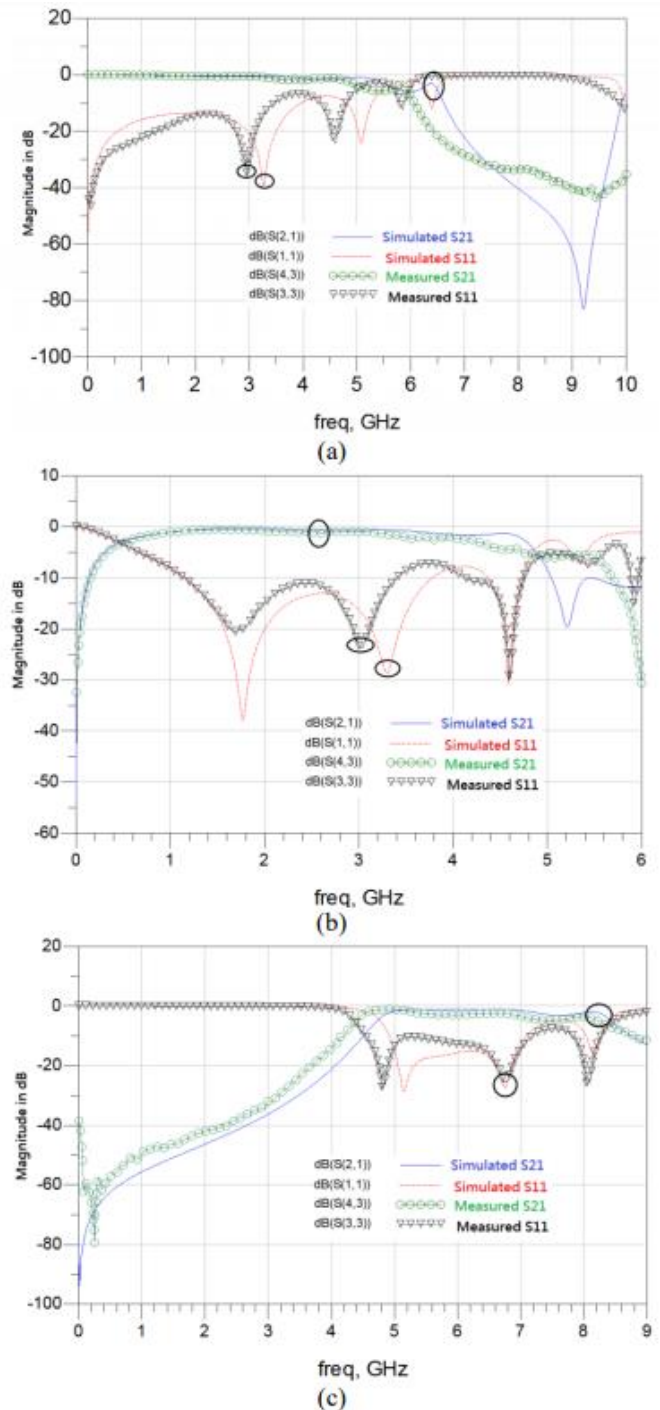 20
0
-20
-40
-60
-80
-100
Magnitude in dB
dB(S(2,1)) Simulated S21
dB(S(1,1)) Simulated S11
dB(S(4,3)) Measured S21
dB(S(3,3)) Measured S11
0 1 2 3 4 5 6 7 8 9 10
freq, GHz
(a)
10
0
-10
-20
-30
-40
-50
-60
Magnitude in dB
dB(S(2,1)) Simulated S21
dB(S(1,1)) Simulated S11
dB(S(4,3)) Measured S21
dB(S(3,3)) Measured S11
0 1 2 3 4 5 6
freq, GHz
(b)
20
0
-20
-40
-60
-80
-100
Magnitude in dB
dB(S(2,1)) Simulated S21
dB(S(1,1)) Simulated S11
dB(S(4,3)) Measured S21
dB(S(3,3)) Measured S11
0 1 2 3 4 5 6 7 8 9
freq, GHz
(c)